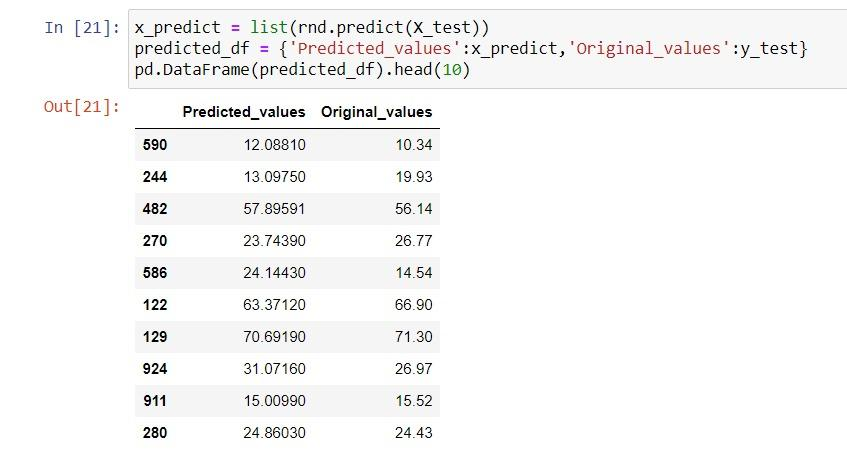 In [21]: x_predict = list(rnd.predict(X_test))
predicted_df = {'Predicted_values':x_predict,'Original_values':y_test}
pd.DataFrame(predicted_df).head(10)
Out[21]:
Predicted_values Original_values
590 12.08810 10.34
244 13.09750 19.93
482 57.89591 56.14
270 23.74390 26.77
586 24.14430 14.54
122 63.37120 66.90
129 70.69190 71.30
924 31.07160 26.97
911 15.00990 15.52
280 24.86030 24.43